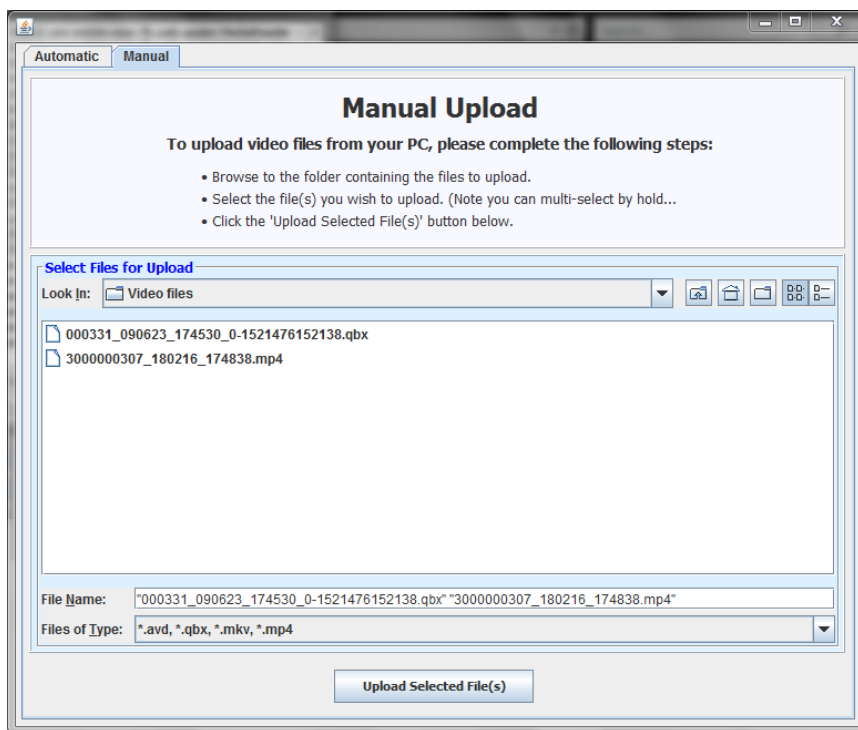 Automatic Manual
Manual Upload
To upload video files from your PC, please complete the following steps:
• Browse to the folder containing the files to upload.
• Select the file(s) you wish to upload. (Note you can multi-select by hold...
• Click the 'Upload Selected File(s)' button below.
Select Files for Upload
Look In: Video files
000331_090623_174530_0-1521476152138.qbx
3000000307_180216_174838.mp4
File Name: "000331_090623_174530_0-1521476152138.qbx" "3000000307_180216_174838.mp4"
Files of Type: *.avd, *.qbx, *.mkv, *.mp4
Upload Selected File(s)